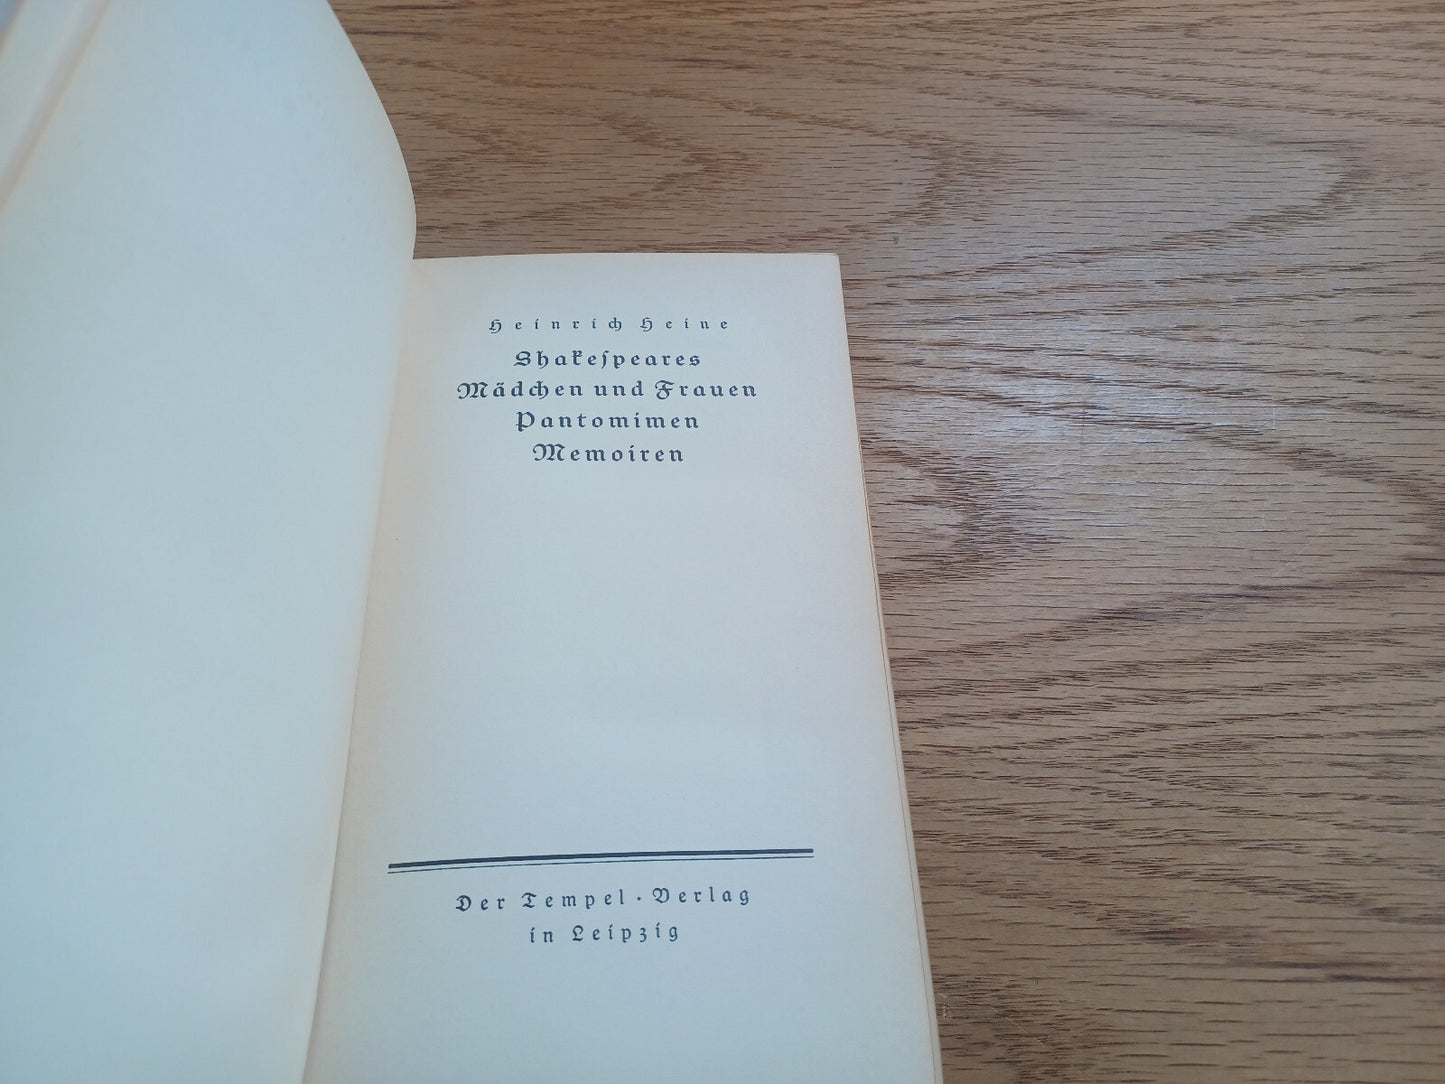 Heinrich Heine
Shakeſpeares
Mädchen und Frauen
Pantomimen
Memoiren
Der Tempel · Verlag
in Leipzig